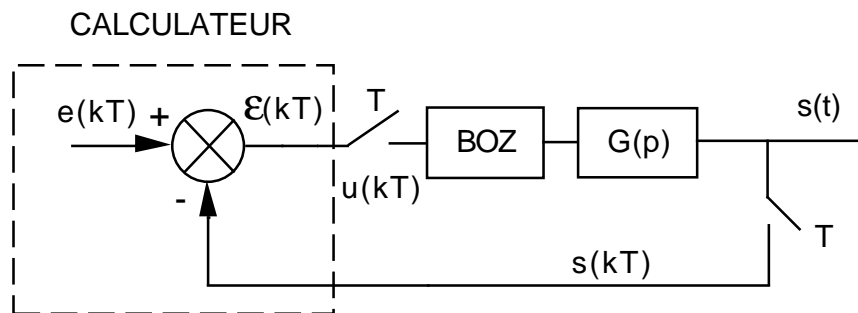 CALCULATEUR
e(kT)
+
ε(kT)
T
BOZ
G(p)
s(t)
-
u(kT)
T
s(kT)